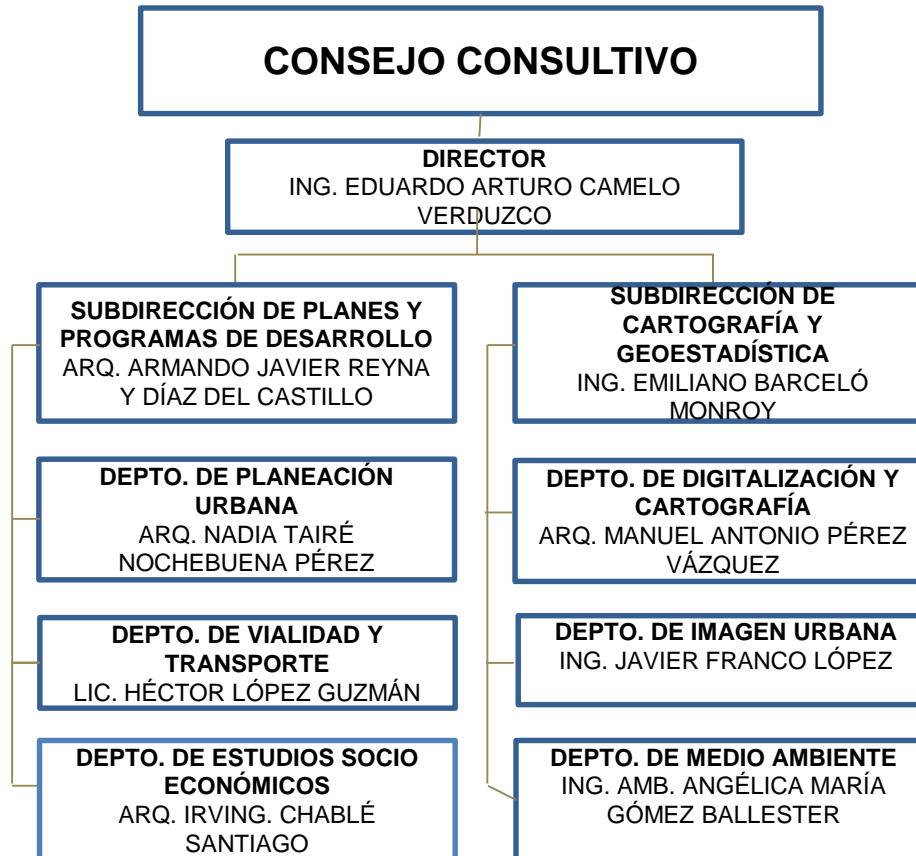 CONSEJO CONSULTIVO
DIRECTOR
ING. EDUARDO ARTURO CAMELO
VERDUZCO
SUBDIRECCIÓN DE PLANES Y
PROGRAMAS DE DESARROLLO
ARQ. ARMANDO JAVIER REYNA
Y DÍAZ DEL CASTILLO
DEPTO. DE PLANEACIÓN
URBANA
ARQ. NADIA TAIRÉ
NOCHEBUENA PÉREZ
DEPTO. DE VIALIDAD Y
TRANSPORTE
LIC. HÉCTOR LÓPEZ GUZMÁN
DEPTO. DE ESTUDIOS SOCIO
ECONÓMICOS
ARQ. IRVING. CHABLÉ
SANTIAGO
SUBDIRECCIÓN DE
CARTOGRAFÍA Y
GEOESTADÍSTICA
ING. EMILIANO BARCELÓ
MONROY
DEPTO. DE DIGITALIZACIÓN Y
CARTOGRAFÍA
ARQ. MANUEL ANTONIO PÉREZ
VÁZQUEZ
DEPTO. DE IMAGEN URBANA
ING. JAVIER FRANCO LÓPEZ
DEPTO. DE MEDIO AMBIENTE
ING. AMB. ANGÉLICA MARÍA
GÓMEZ BALLESTER